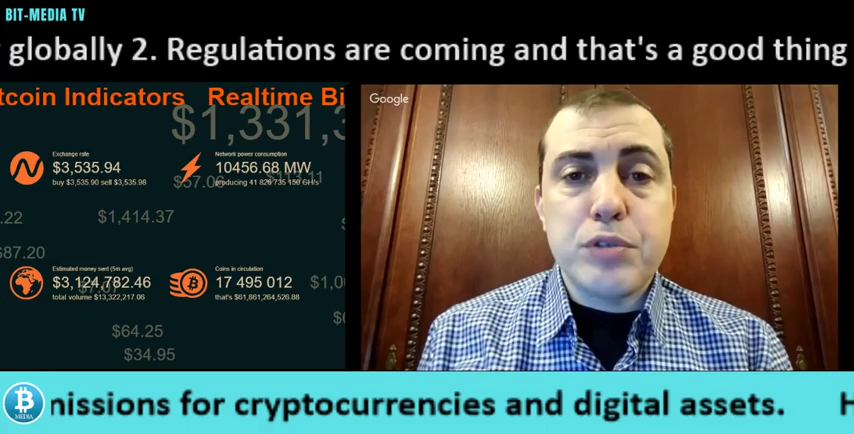 BIT-MEDIA TV
globally 2. Regulations are coming and that's a good thing
tcoin Indicators Realtime Bi
$1,331,3
Exchange rate
$3,535.94
buy $3,535.90 sell $3,535.98
Network power consumption
10456.68 MW
producing 41 826 735 150 GH/s
$57.06
.22
$1,414.37
$87.20
Estimated money sent (5m avg)
$3,124,782.46
total volume $13,322,217.06
Coins in circulation
17 495 012
that's $61,861,264,526.88
$1,0
$64.25
$34.95
Google
B
MEDIA
nissions for cryptocurrencies and digital assets. H